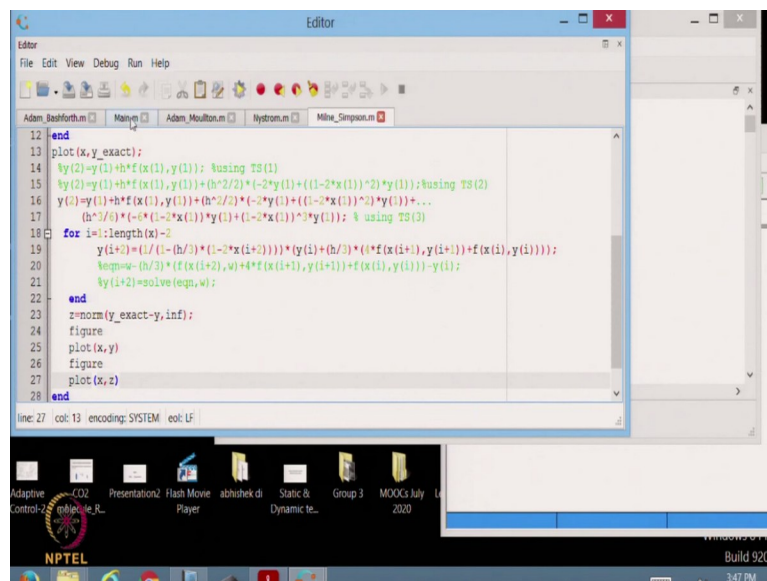 Editor
Editor
File Edit View Debug Run Help
Adam_Bashforth.m Main.m Adam_Moullton.m Nystrom.m Milne_Simpson.m
12 end
13 plot(x,y_exact);
14 %y(2)=y(1)+h*f(x(1),y(1)); %using TS(1)
15 %y(2)=y(1)+h*f(x(1),y(1))+(h^2/2)*(-2*y(1)+((1-2*x(1))^2)*y(1));%using TS(2)
16 y(2)=y(1)+h*f(x(1),y(1))+(h^2/2)*(-2*y(1)+((1-2*x(1))^2)*y(1))+...
17 (h^3/6)*(-6*(1-2*x(1))*y(1)+(1-2*x(1))^3*y(1)); % using TS(3)
18 for i=1:length(x)-2
19 y(i+2)=(1/(1-(h/3)*(1-2*x(i+2))))*(y(i)+(h/3)*(4*f(x(i+1),y(i+1))+f(x(i),y(i))));
20 %eqn=w-(h/3)*(f(x(i+2),w)+4*f(x(i+1),y(i+1))+f(x(i),y(i)))-y(i);
21 %y(i+2)=solve(eqn,w);
22 end
23 z=norm(y_exact-y,inf);
24 figure
25 plot(x,y)
26 figure
27 plot(x,z)
28 end
line: 27 col: 13 encoding: SYSTEM eol: LF
Adaptive Control-2
CO2 molecule_R...
Presentation2
Flash Movie Player
abhishek di
Static & Dynamic te...
Group 3
MOOCs July 2020
NPTEL
Build 920
3:47 PM